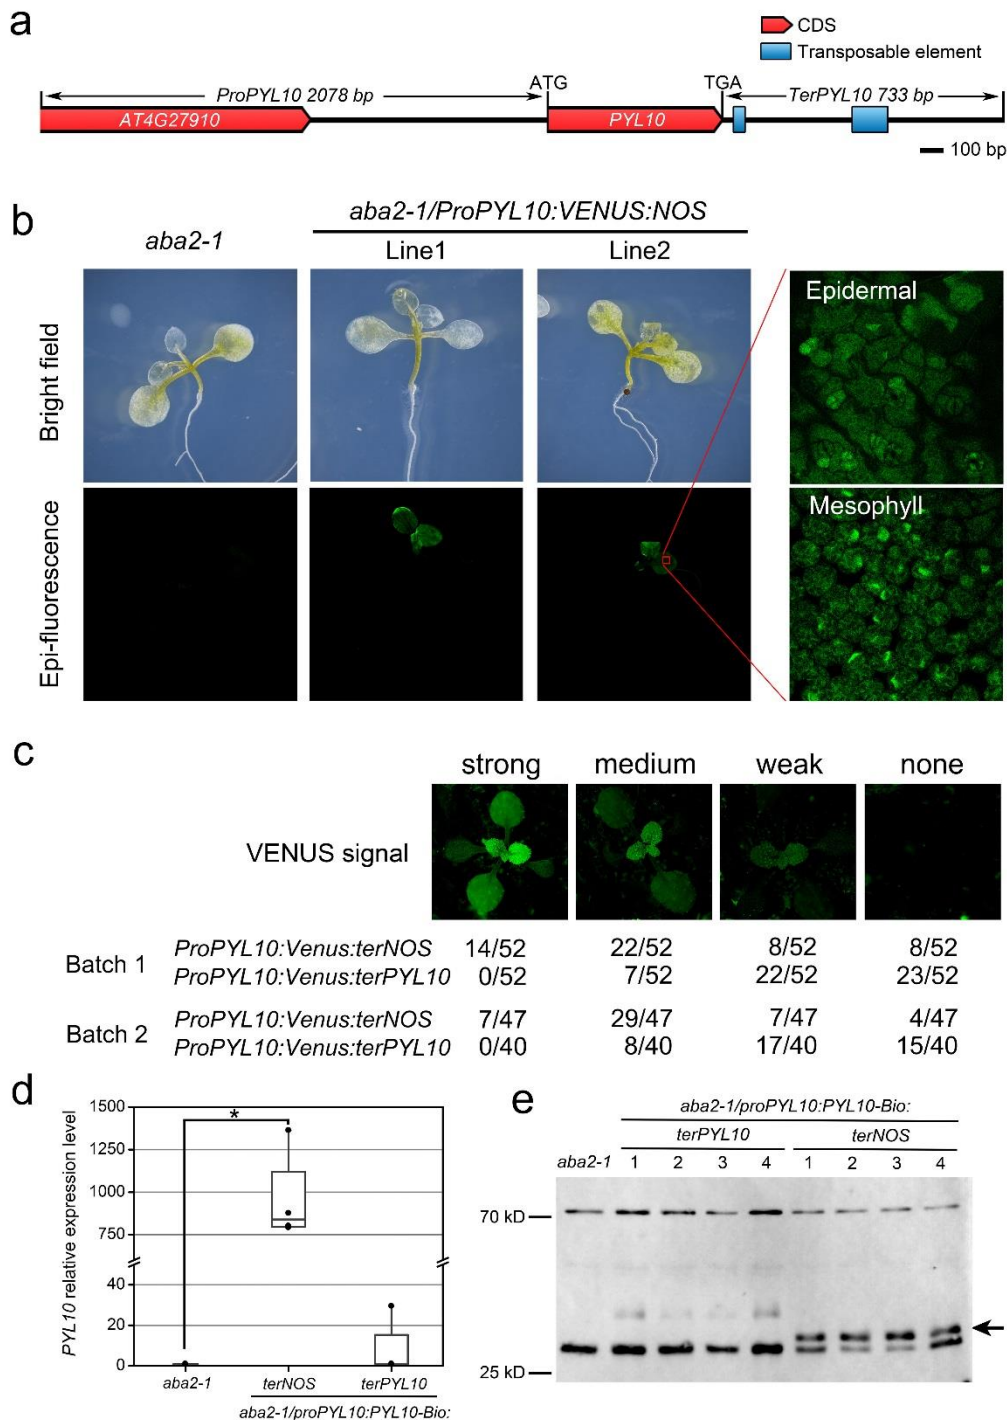 a
CDS
Transposable element
ATG TGA
ProPYL10 2078 bp TerPYL10 733 bp
AT4G27910 PYL10
100 bp
b
aba2-1/ProPYL10:VENUS:NOS
aba2-1 Line1 Line2
Bright field
Epidermal
Epi-fluorescence
Mesophyll
c
strong medium weak none
VENUS signal
Batch 1
ProPYL10:Venus:terNOS 14/52 22/52 8/52 8/52
ProPYL10:Venus:terPYL10 0/52 7/52 22/52 23/52
Batch 2
ProPYL10:Venus:terNOS 7/47 29/47 7/47 4/47
ProPYL10:Venus:terPYL10 0/40 8/40 17/40 15/40
d
PYL10 relative expression level
1500
*
1250
1000
750
40
20
0
aba2-1 terNOS terPYL10
aba2-1/proPYL10:PYL10-Bio:
e
aba2-1/proPYL10:PYL10-Bio:
terPYL10 terNOS
aba2-1 1 2 3 4 1 2 3 4
70 kD
25 kD